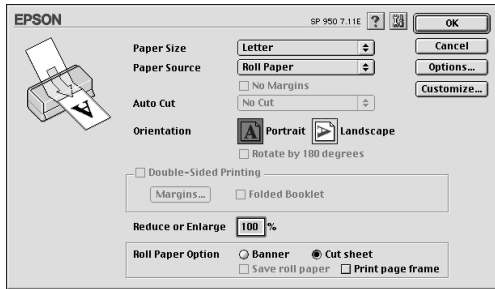 EPSON SP 950 7.11E ? OK
Paper Size Letter Cancel
Paper Source Roll Paper Options...
No Margins Customize...
Auto Cut No Cut
Orientation A Portrait Landscape
Rotate by 180 degrees
Double-Sided Printing
Margins... Folded Booklet
Reduce or Enlarge 100 %
Roll Paper Option Banner Cut sheet
Save roll paper Print page frame